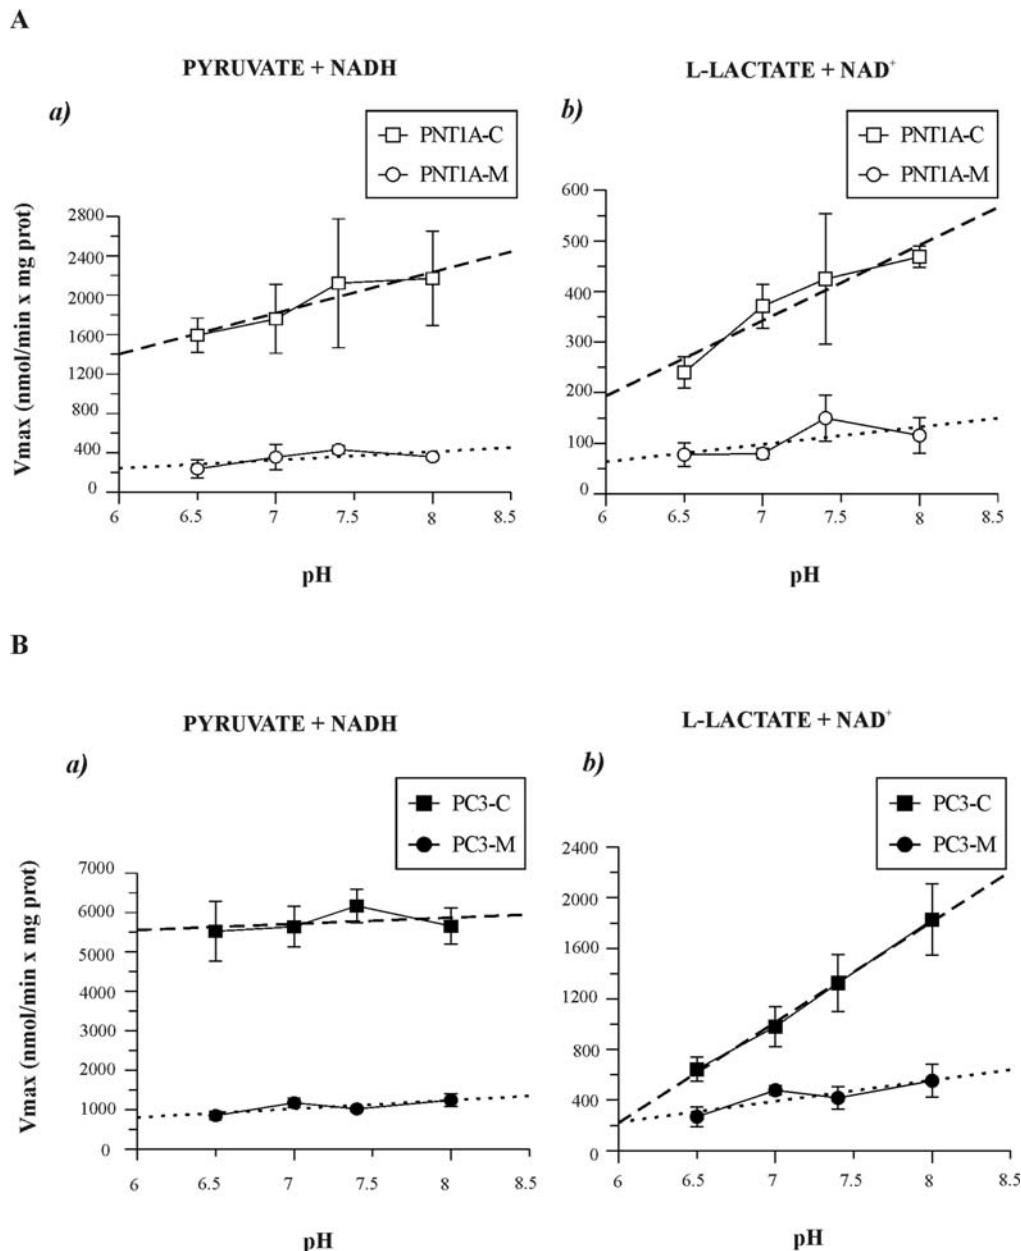 A
PYRUVATE + NADH
L-LACTATE + NAD+
a)
b)
PNT1A-C
PNT1A-M
PNT1A-C
PNT1A-M
Vmax (nmol/min x mg prot)
2800
2400
2000
1600
1200
800
400
0
6
6.5
7
7.5
8
8.5
pH
600
500
400
300
200
100
0
6
6.5
7
7.5
8
8.5
pH
B
PYRUVATE + NADH
L-LACTATE + NAD+
a)
b)
PC3-C
PC3-M
PC3-C
PC3-M
Vmax (nmol/min x mg prot)
7000
6000
5000
4000
3000
2000
1000
0
6
6.5
7
7.5
8
8.5
pH
2400
2000
1600
1200
800
400
0
6
6.5
7
7.5
8
8.5
pH